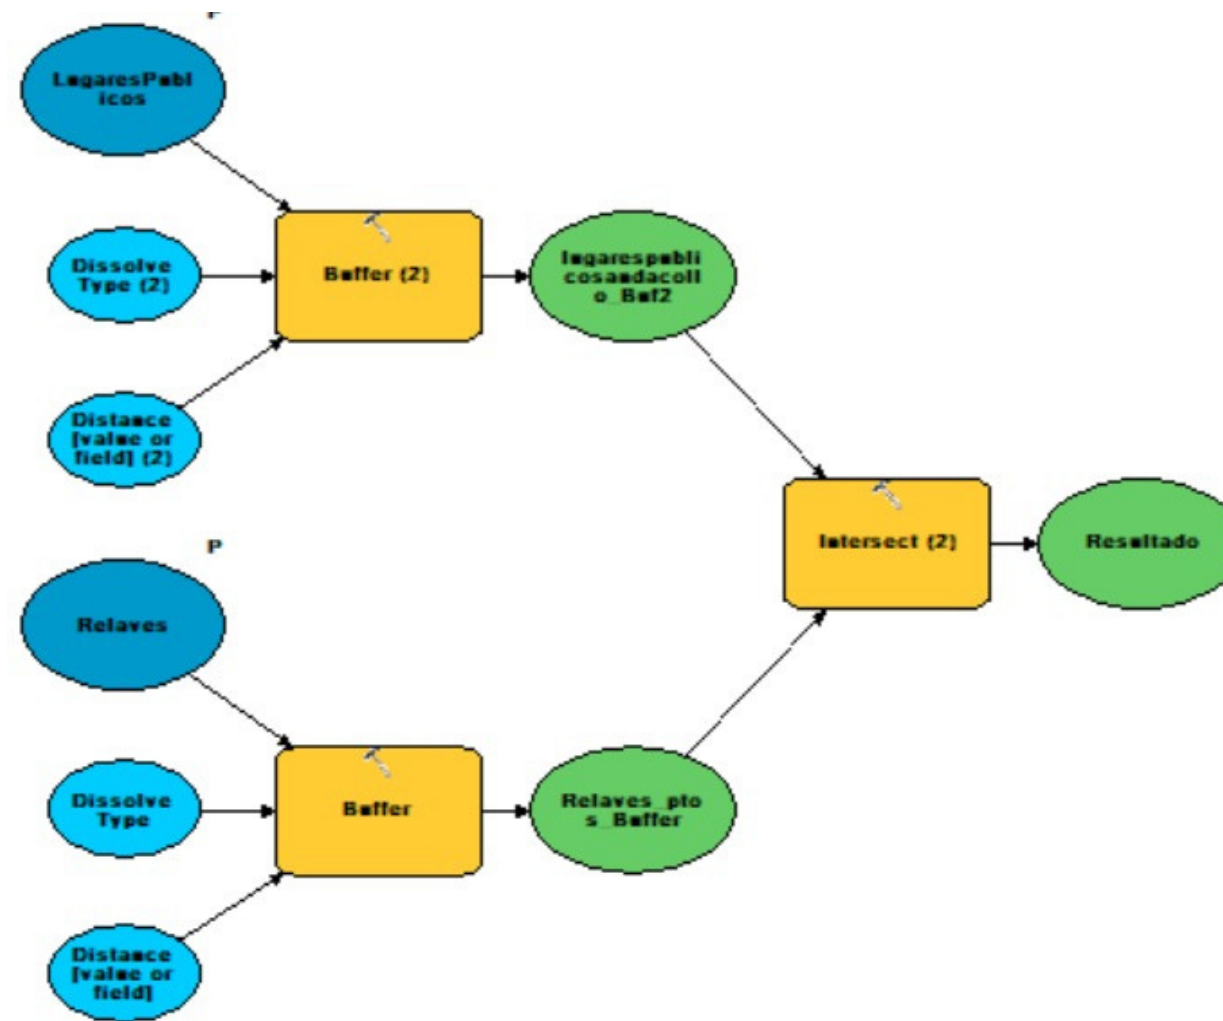 P
LugaresPubl
icos
Dissolve
Type (2)
Buffer (2)
lugarespubli
cosandacoll
o_Buf2
Distance
[value or
field] (2)
Intersect (2)
Resultado
P
Relaves
Dissolve
Type
Buffer
Relaves_pto
s_Buffer
Distance
[value or
field]